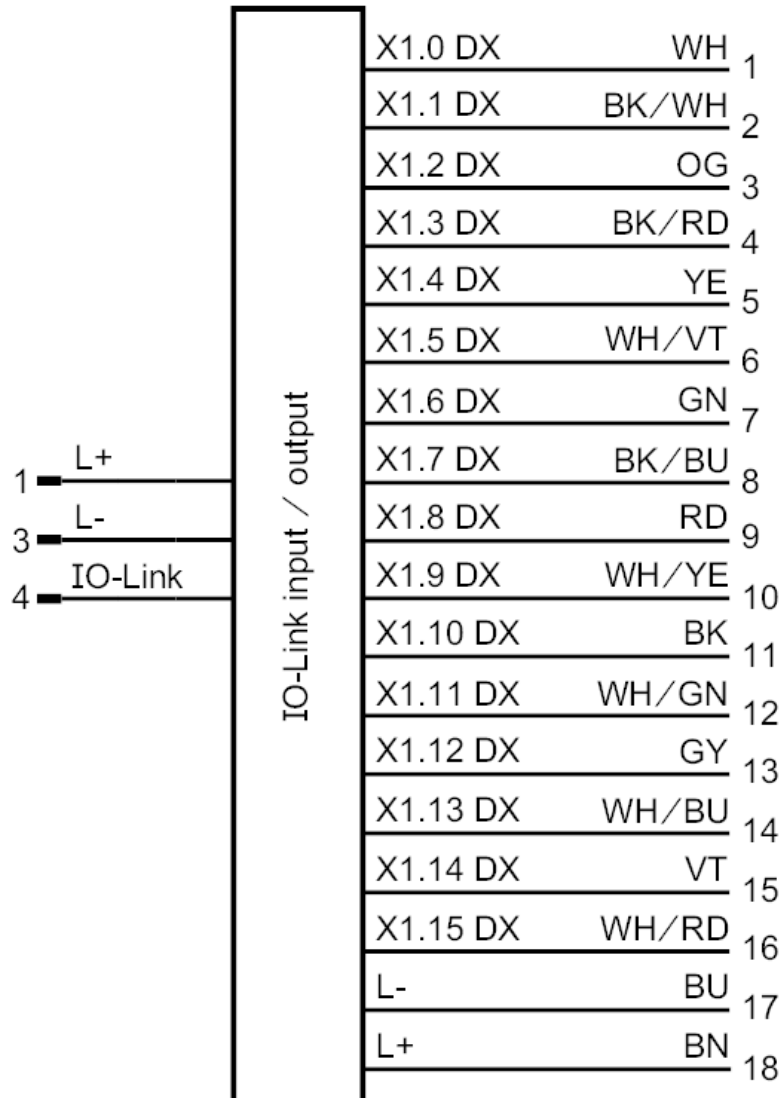 X1.0 DX WH 1
X1.1 DX BK/WH 2
X1.2 DX OG 3
X1.3 DX BK/RD 4
X1.4 DX YE 5
X1.5 DX WH/VT 6
X1.6 DX GN 7
1 L+
X1.7 DX BK/BU 8
3 L-
X1.8 DX RD 9
4 IO-Link
X1.9 DX WH/YE 10
IO-Link input / output
X1.10 DX BK 11
X1.11 DX WH/GN 12
X1.12 DX GY 13
X1.13 DX WH/BU 14
X1.14 DX VT 15
X1.15 DX WH/RD 16
L- BU 17
L+ BN 18